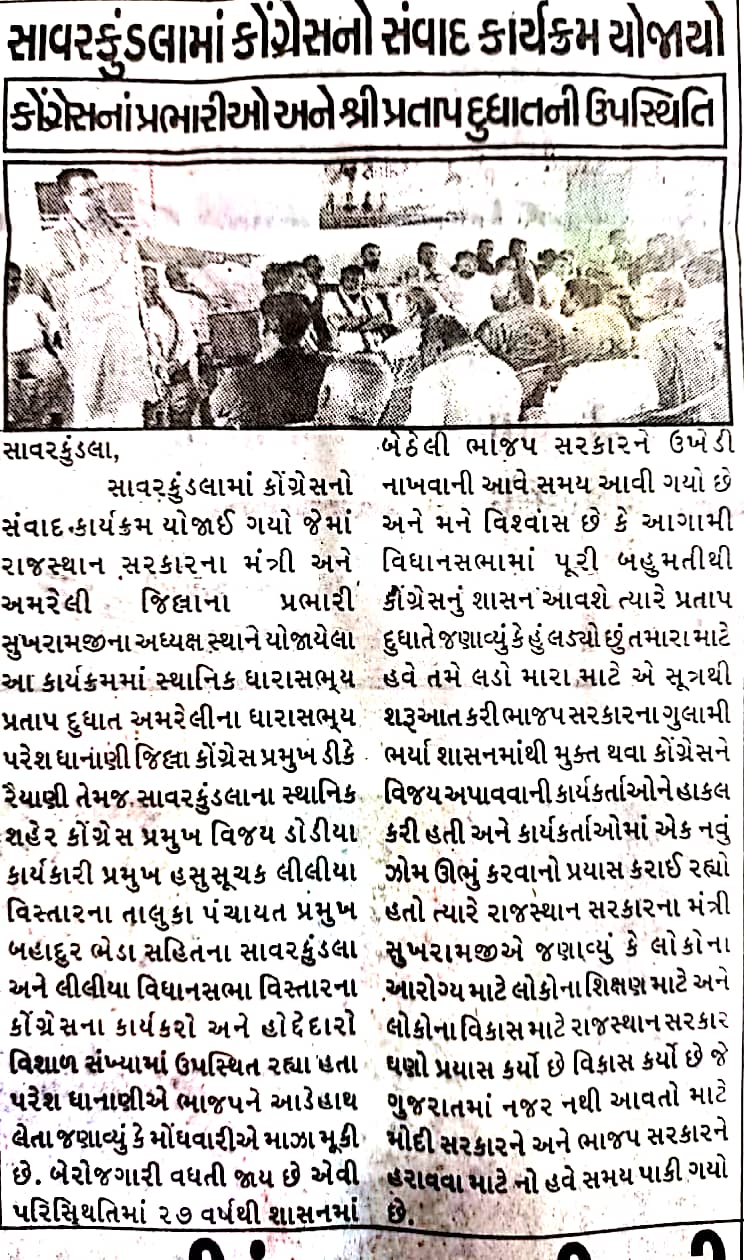 સાવરકુંડલામાં કોંગ્રેસનો સંવાદ કાર્યક્રમ યોજાયો
કોંગ્રેસનાં પ્રભારીઓ અને શ્રી પ્રતાપ દુધાતની ઉપસ્થિતિ
સાવરકુંડલા,
સાવરકુંડલામાં કોંગ્રેસનો
સંવાદ કાર્યક્રમ યોજાઈ ગયો જેમાં
રાજસ્થાન સરકારના મંત્રી અને
અમરેલી જિલ્લાના પ્રભારી
સુખરામજીના અધ્યક્ષ સ્થાને યોજાયેલા
આ કાર્યક્રમમાં સ્થાનિક ધારાસભ્ય
પ્રતાપ દુધાત અમરેલીના ધારાસભ્ય
પરેશ ધાનાણી જિલ્લા કોંગ્રેસ પ્રમુખ ડીકે
રૈયાણી તેમજ સાવરકુંડલાના સ્થાનિક
શહેર કોંગ્રેસ પ્રમુખ વિજય ડોડીયા
કાર્યકારી પ્રમુખ હસુસૂચક લીલીયા
વિસ્તારના તાલુકા પંચાયત પ્રમુખ
બહાદુર ભેડા સહિતના સાવરકુંડલા
અને લીલીયા વિધાનસભા વિસ્તારના
કોંગ્રેસના કાર્યકરો અને હોદ્દેદારો
વિશાળ સંખ્યામાં ઉપસ્થિત રહ્યા હતા
પરેશ ધાનાણીએ ભાજપને આડેહાથ
લેતા જણાવ્યું કે મોંઘવારીએ માઝા મૂકી
છે. બેરોજગારી વધતી જાય છે એવી
પરિસ્થિતિમાં ૨૭ વર્ષથી શાસનમાં
બેઠેલી ભાજપ સરકારને ઉખેડી
નાખવાની આવે સમય આવી ગયો છે
અને મને વિશ્વાસ છે કે આગામી
વિધાનસભામાં પૂરી બહુમતીથી
કોંગ્રેસનું શાસન આવશે ત્યારે પ્રતાપ
દુધાતે જણાવ્યું કે હું લડ્યો છું તમારા માટે
હવે તમે લડો મારા માટે એ સૂત્રથી
શરૂઆત કરી ભાજપ સરકારના ગુલામી
ભર્યા શાસનમાંથી મુક્ત થવા કોંગ્રેસને
વિજય અપાવવાની કાર્યકર્તાઓને હાકલ
કરી હતી અને કાર્યકર્તાઓમાં એક નવું
ઝોમ ઊભું કરવાનો પ્રયાસ કરાઈ રહ્યો
હતો ત્યારે રાજસ્થાન સરકારના મંત્રી
સુખરામજીએ જણાવ્યું કે લોકોના
આરોગ્ય માટે લોકોના શિક્ષણ માટે અને
લોકોના વિકાસ માટે રાજસ્થાન સરકાર
ઘણો પ્રયાસ કર્યો છે વિકાસ કર્યો છે જે
ગુજરાતમાં નજર નથી આવતો માટે
મોદી સરકારને અને ભાજપ સરકારને
હરાવવા માટે નો હવે સમય પાકી ગયો
છે.